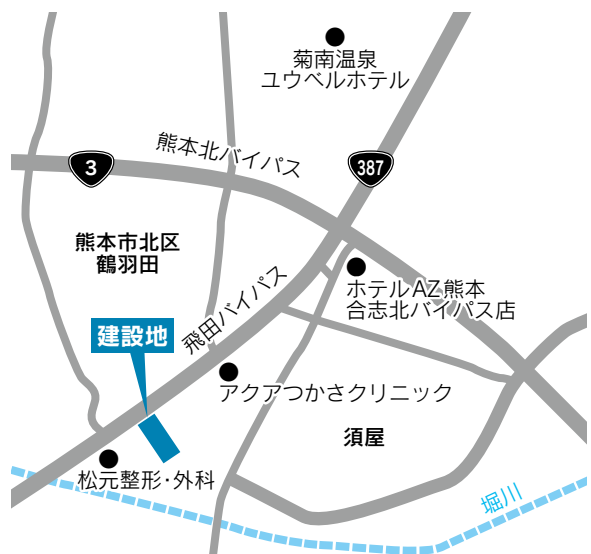 菊南温泉
ユウベルホテル
熊本北バイパス
3
387
熊本市北区
鶴羽田
ホテルAZ熊本
合志北バイパス店
飛田バイパス
建設地
アクアつかさクリニック
須屋
松元整形・外科
堀川